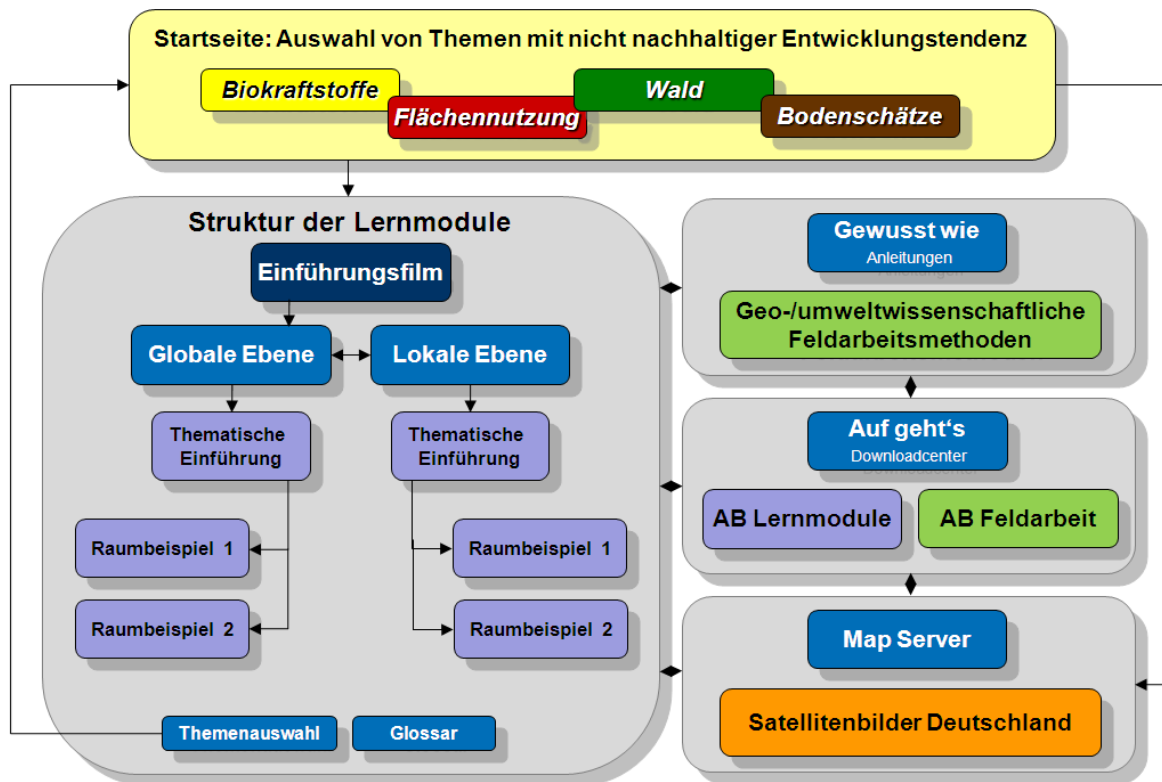 Startseite: Auswahl von Themen mit nicht nachhaltiger Entwicklungstendenz
Biokraftstoffe
Flächennutzung
Wald
Bodenschätze
Struktur der Lernmodule
Einführungsfilm
Globale Ebene
Lokale Ebene
Thematische
Einführung
Thematische
Einführung
Raumbeispiel 1
Raumbeispiel 1
Raumbeispiel 2
Raumbeispiel 2
Themenauswahl
Glossar
Gewusst wie
Anleitungen
Geo-/umweltwissenschaftliche
Feldarbeitsmethoden
Auf geht‘s
Downloadcenter
AB Lernmodule
AB Feldarbeit
Map Server
Satellitenbilder Deutschland